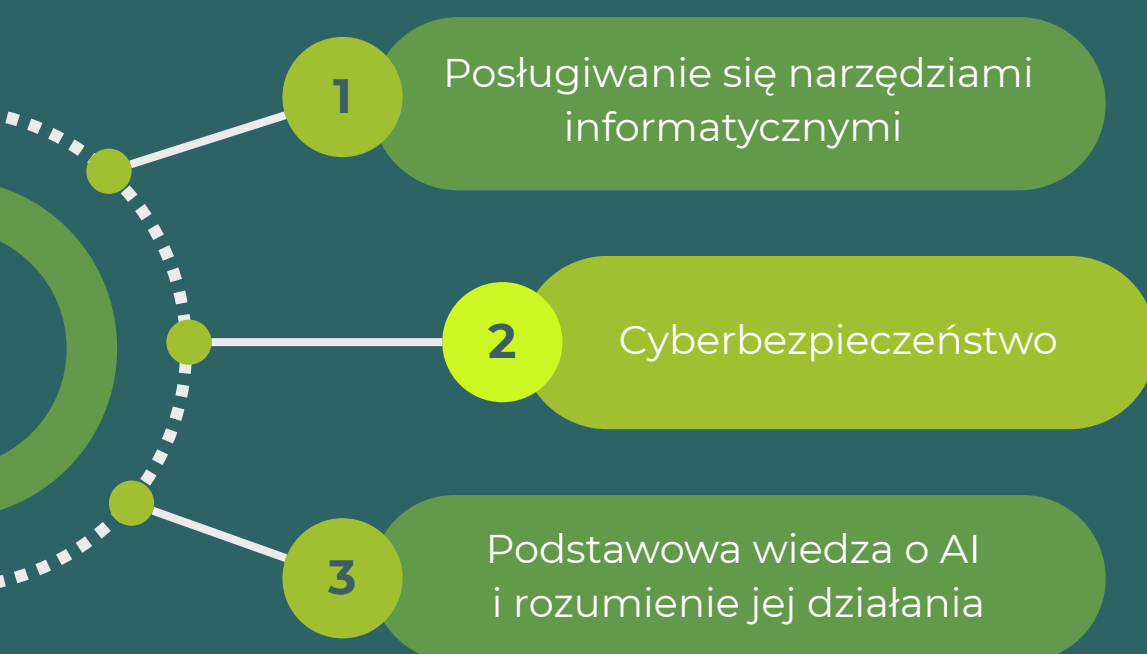 1
Posługiwanie się narzędziami
informatycznymi
2
Cyberbezpieczeństwo
3
Podstawowa wiedza o AI
i rozumienie jej działania